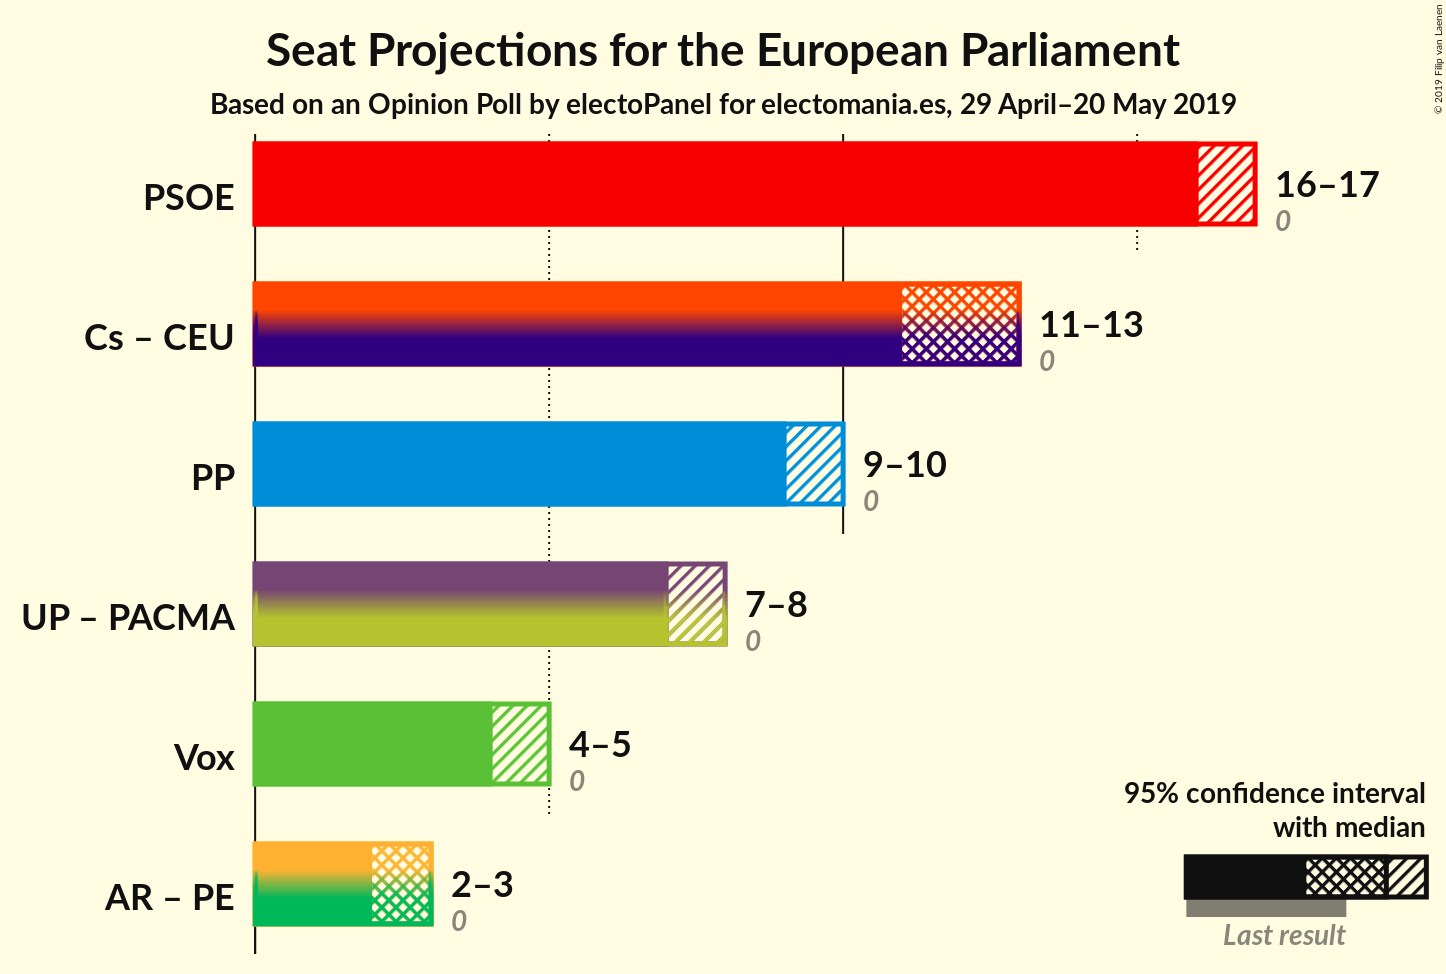 Seat Projections for the European Parliament
Based on an Opinion Poll by electoPanel for electomania.es, 29 April–20 May 2019
© 2019 Filip van Laenen
PSOE
16–17
0
Cs – CEU
11–13
0
PP
9–10
0
UP – PACMA
7–8
0
Vox
4–5
0
AR – PE
2–3
0
95% confidence interval
with median
Last result